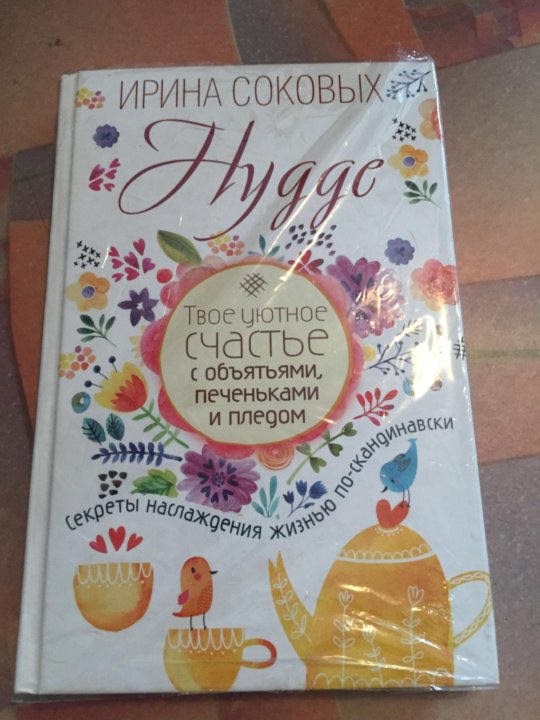 ИРИНА СОКОВЫХ
Hygge
Твое уютное
счастье
с объятьями,
печеньками
и пледом
Секреты наслаждения жизнью по-скандинавски